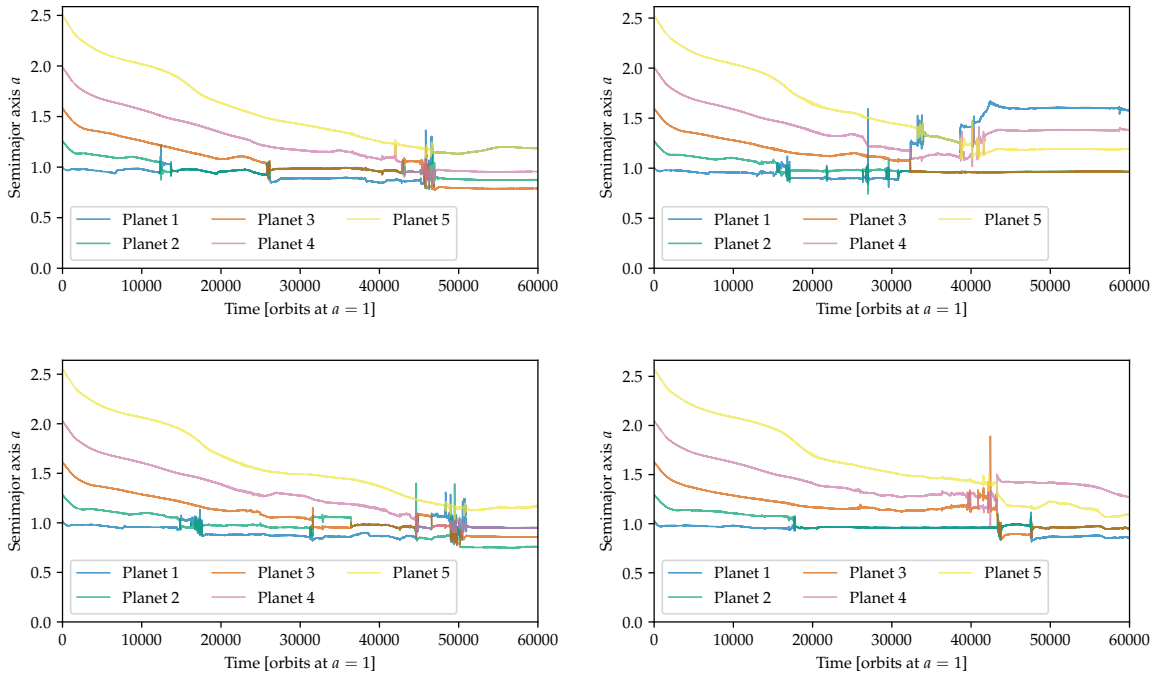 2.5
2.0
1.5
1.0
0.5
0.0
Semimajor axis a
Planet 1 Planet 3 Planet 5
Planet 2 Planet 4
0 10000 20000 30000 40000 50000 60000
Time [orbits at a = 1]
2.5
2.0
1.5
1.0
0.5
0.0
Semimajor axis a
Planet 1 Planet 3 Planet 5
Planet 2 Planet 4
0 10000 20000 30000 40000 50000 60000
Time [orbits at a = 1]
2.5
2.0
1.5
1.0
0.5
0.0
Semimajor axis a
Planet 1 Planet 3 Planet 5
Planet 2 Planet 4
0 10000 20000 30000 40000 50000 60000
Time [orbits at a = 1]
2.5
2.0
1.5
1.0
0.5
0.0
Semimajor axis a
Planet 1 Planet 3 Planet 5
Planet 2 Planet 4
0 10000 20000 30000 40000 50000 60000
Time [orbits at a = 1]